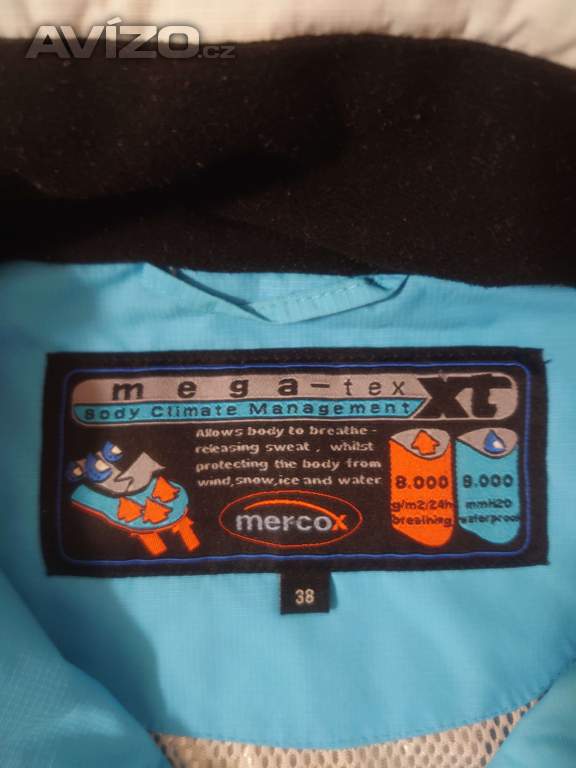 AVÍZO.cz
mega-tex XT
Body Climate Management
Allows body to breathe -
releasing sweat , whilst
protecting the body from
wind,snow,ice and water
mercox
8.000
g/m2/24h
breathing
8.000
mmH2O
waterproof
38